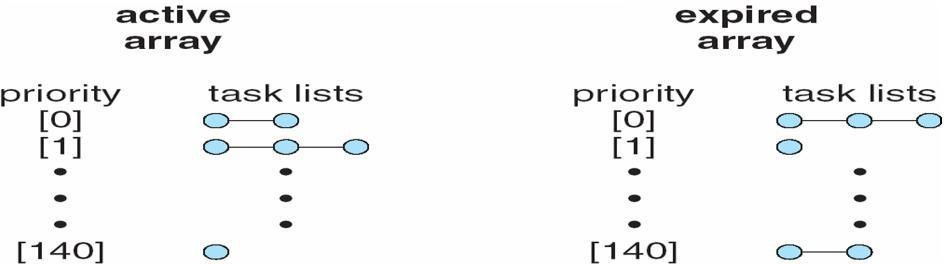 active
array
priority task lists
[0]
[1]
[140]
expired
array
priority task lists
[0]
[1]
[140]